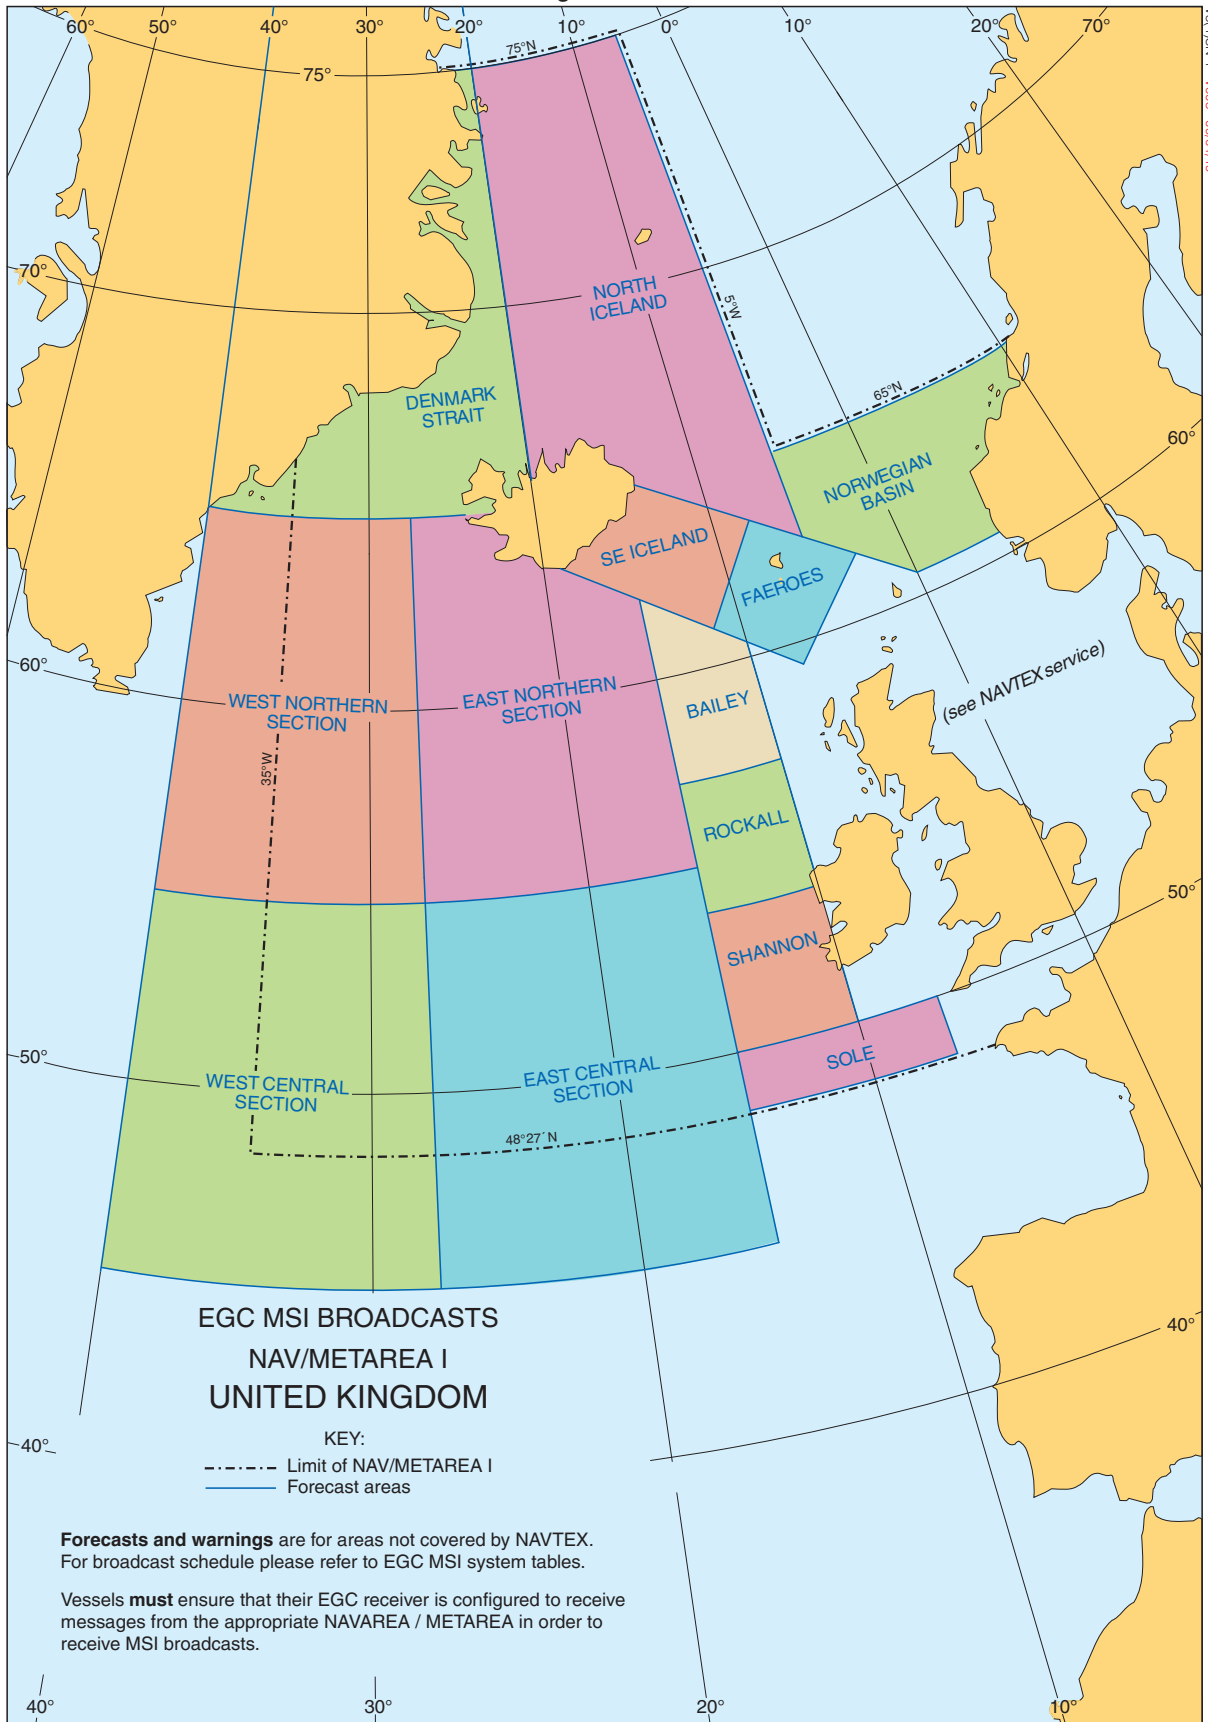 60° 50° 40° 30° 20° 10° 0° 10° 20° 70°
75°N
75°
70°
NORTH
ICELAND
5°W
DENMARK
STRAIT
65°N
60°
NORWEGIAN
BASIN
SE ICELAND
FAEROES
60°
(see NAVTEX service)
WEST NORTHERN
SECTION
EAST NORTHERN
SECTION
BAILEY
35°W
ROCKALL
50°
SHANNON
50°
SOLE
WEST CENTRAL
SECTION
EAST CENTRAL
SECTION
48°27´N
EGC MSI BROADCASTS
NAV/METAREA I
UNITED KINGDOM
40°
40°
KEY:
Limit of NAV/METAREA I
Forecast areas
Forecasts and warnings are for areas not covered by NAVTEX.
For broadcast schedule please refer to EGC MSI system tables.
Vessels must ensure that their EGC receiver is configured to receive
messages from the appropriate NAVAREA / METAREA in order to
receive MSI broadcasts.
40° 30° 20° 10°